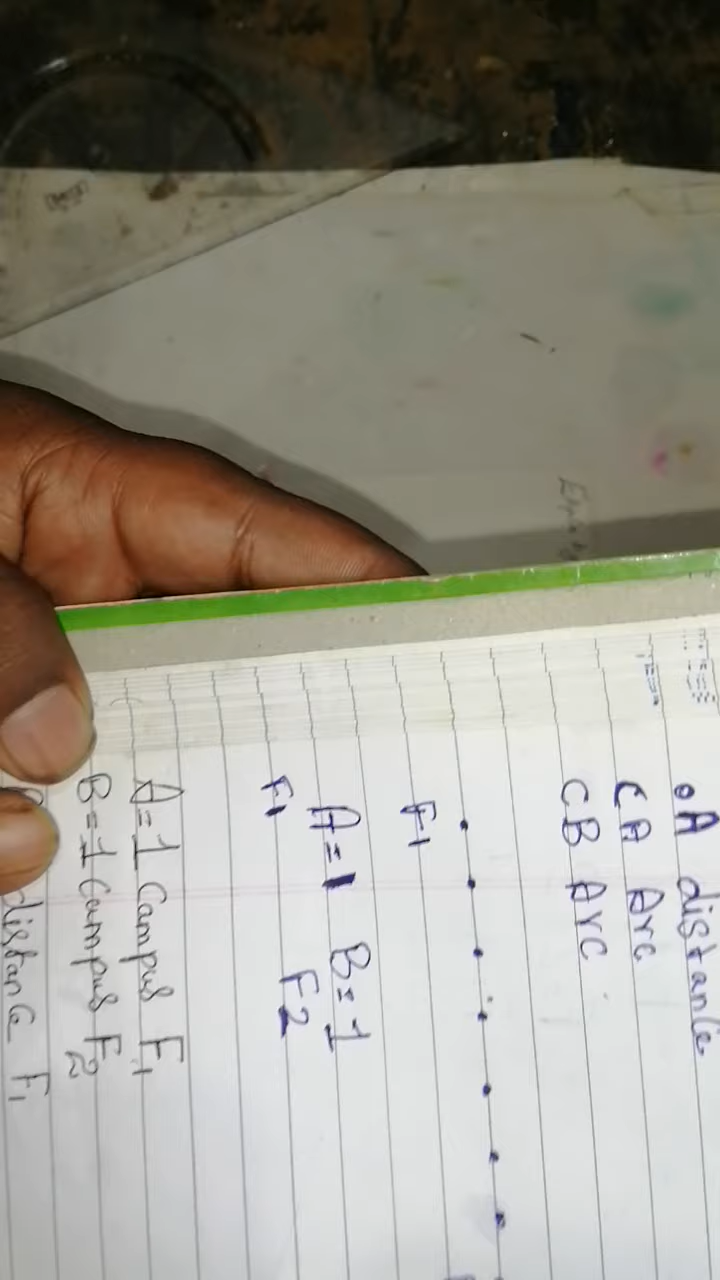 A distance
CA Arc
CB Arc
F1
A=1 B=1
F1 F2
A=1 Campus F1
B=1 Campus F2
distance F1